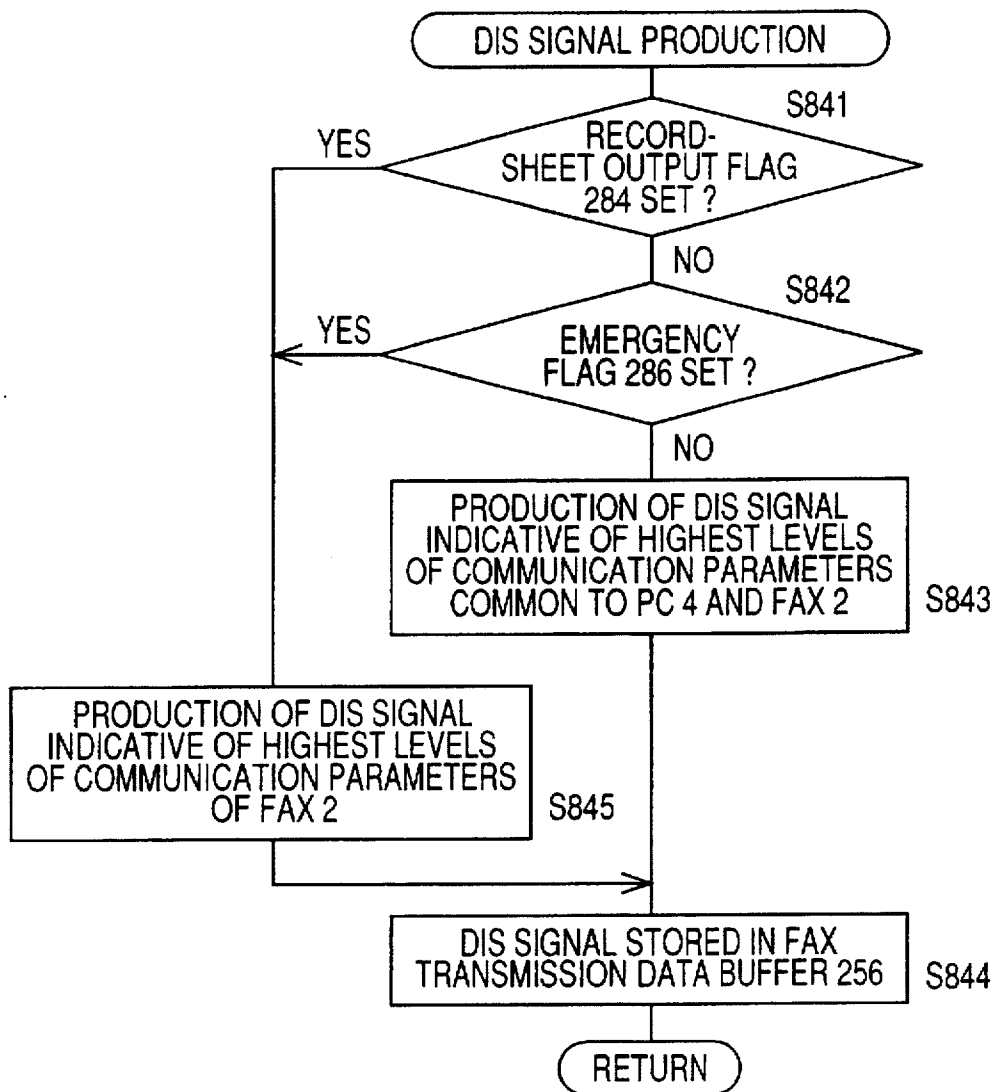 DIS SIGNAL PRODUCTION
S841
YES
RECORD-
SHEET OUTPUT FLAG
284 SET ?
NO
S842
YES
EMERGENCY
FLAG 286 SET ?
NO
PRODUCTION OF DIS SIGNAL
INDICATIVE OF HIGHEST LEVELS
OF COMMUNICATION PARAMETERS
COMMON TO PC 4 AND FAX 2
S843
PRODUCTION OF DIS SIGNAL
INDICATIVE OF HIGHEST LEVELS
OF COMMUNICATION PARAMETERS
OF FAX 2
S845
DIS SIGNAL STORED IN FAX
TRANSMISSION DATA BUFFER 256
S844
RETURN